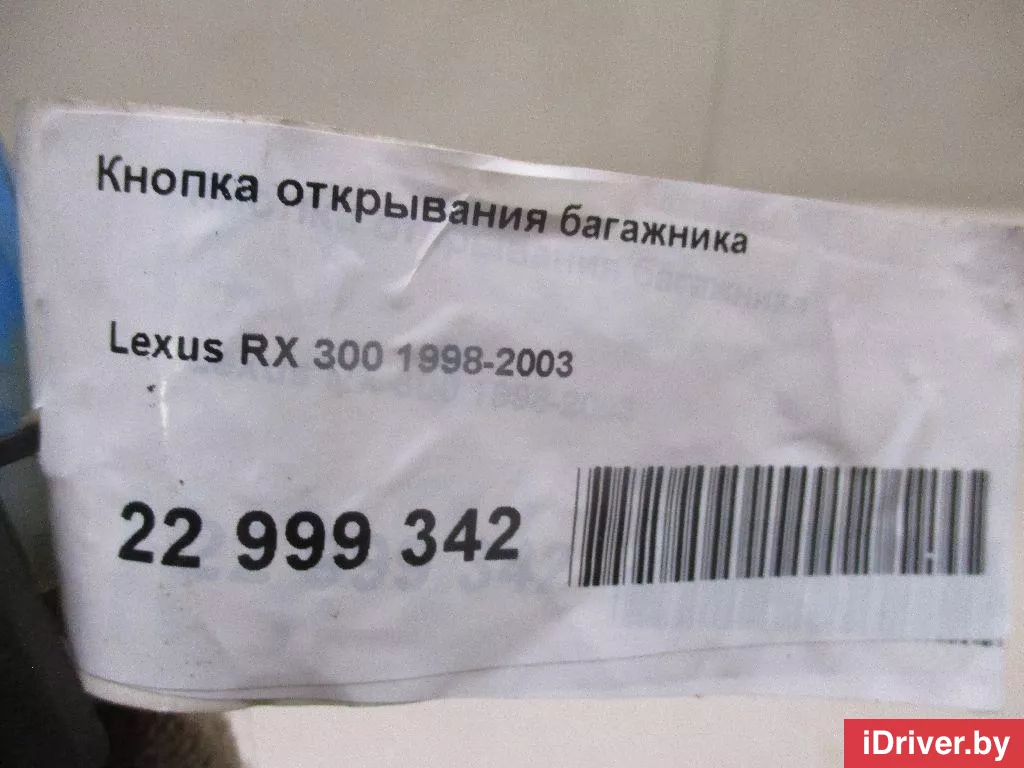 Кнопка открывания багажника
Lexus RX 300 1998-2003
22 999 342
iDriver.by